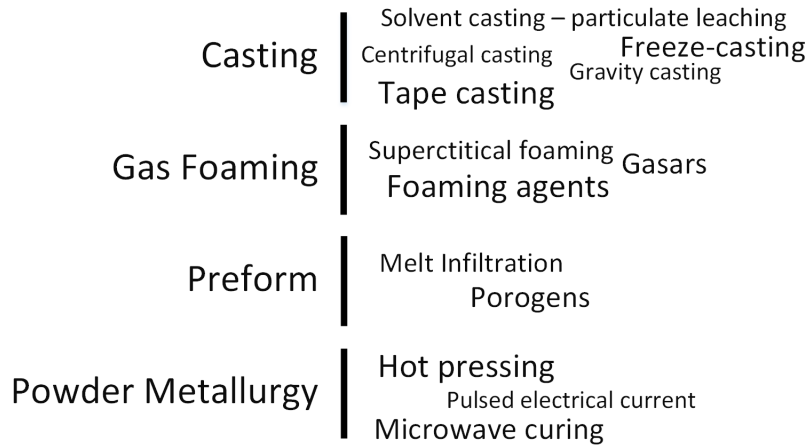 Casting
Solvent casting – particulate leaching
Centrifugal casting
Freeze-casting
Gravity casting
Tape casting
Gas Foaming
Superctitical foaming
Gasars
Foaming agents
Preform
Melt Infiltration
Porogens
Powder Metallurgy
Hot pressing
Pulsed electrical current
Microwave curing